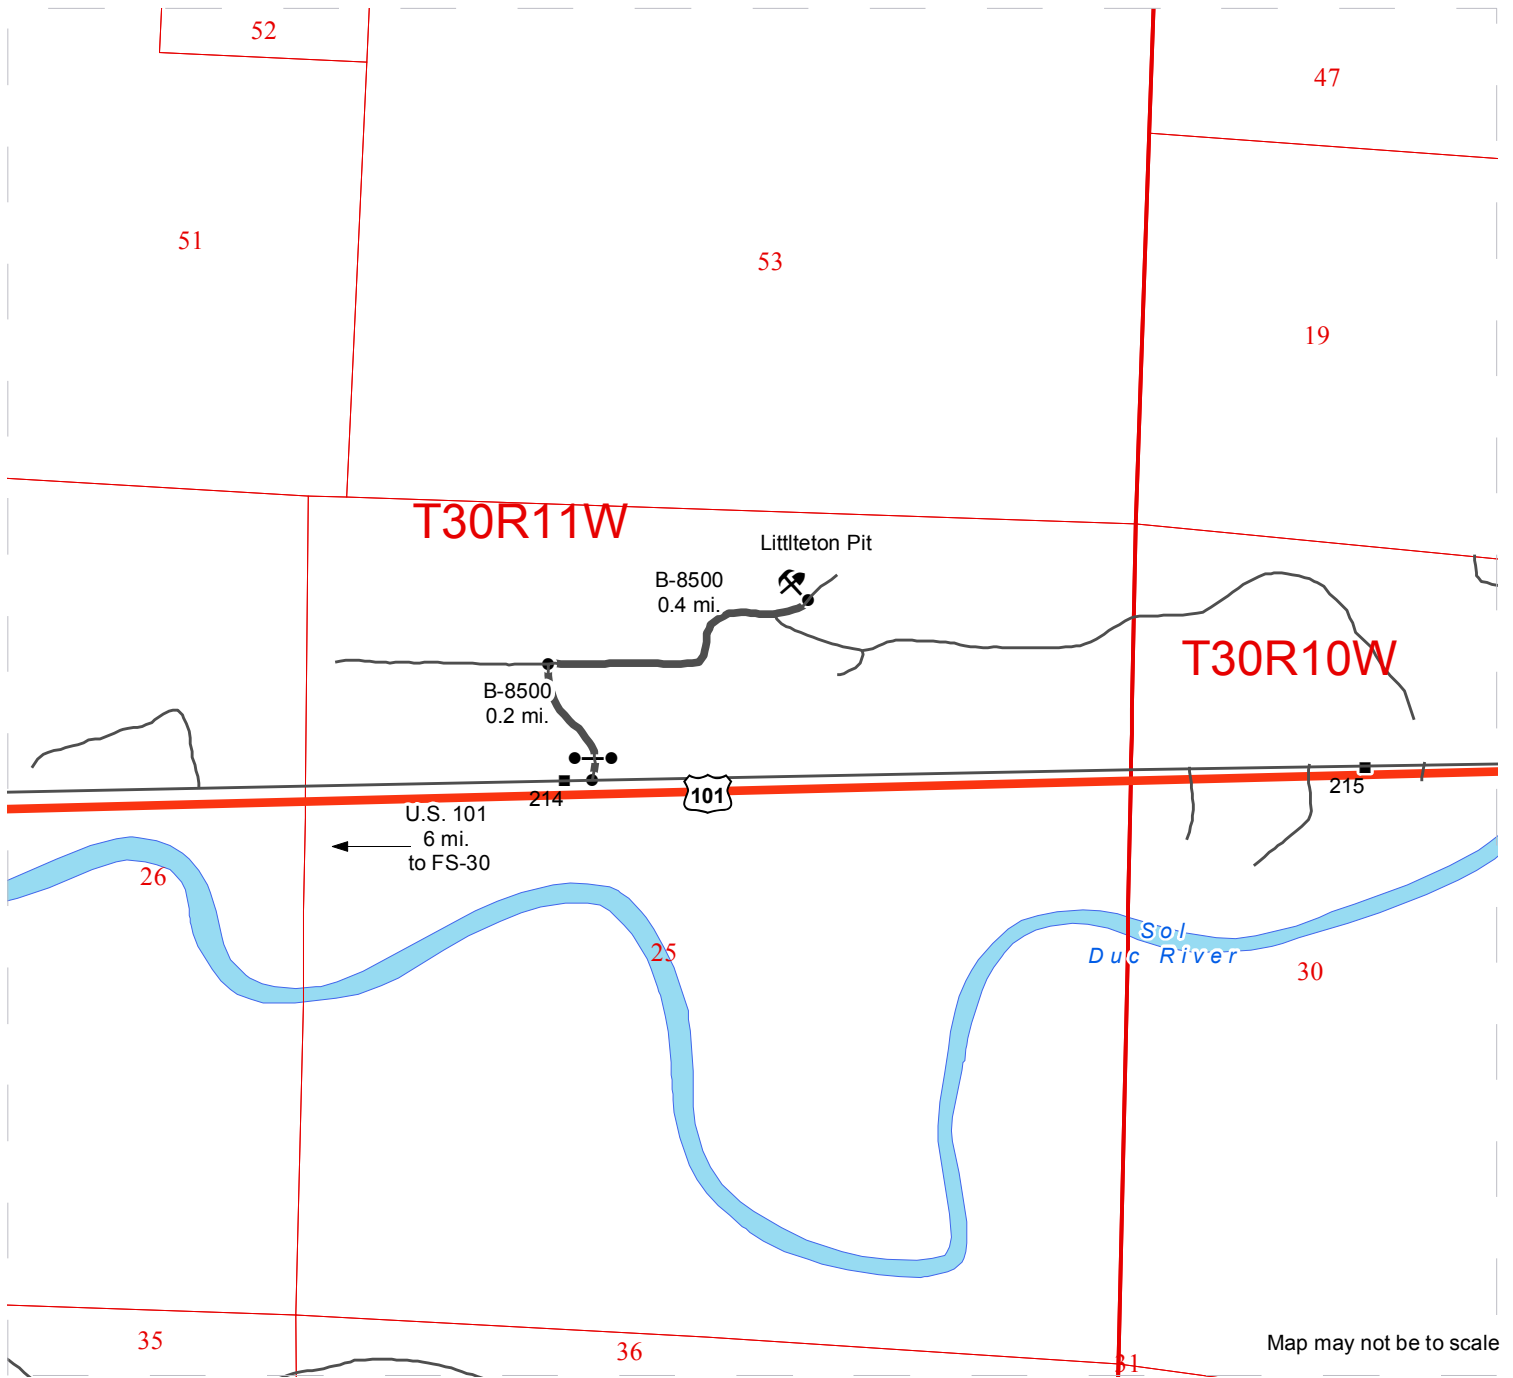 52
47
51
53
19
T30R11W
Littlteton Pit
B-8500
0.4 mi.
T30R10W
B-8500
0.2 mi.
214
101
215
U.S. 101
6 mi.
to FS-30
26
25
Sol
Duc River
30
35
36
31
Map may not be to scale